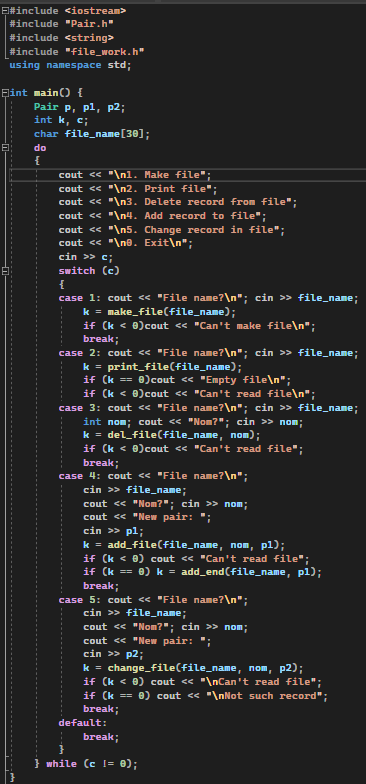 #include <iostream>
#include "Pair.h"
#include <string>
#include "file_work.h"
using namespace std;

int main() {
    Pair p, p1, p2;
    int k, c;
    char file_name[30];
    do
    {
        cout << "\n1. Make file";
        cout << "\n2. Print file";
        cout << "\n3. Delete record from file";
        cout << "\n4. Add record to file";
        cout << "\n5. Change record in file";
        cout << "\n0. Exit\n";
        cin >> c;
        switch (c)
        {
        case 1: cout << "File name?\n"; cin >> file_name;
            k = make_file(file_name);
            if (k < 0)cout << "Can't make file\n";
            break;
        case 2: cout << "File name?\n"; cin >> file_name;
            k = print_file(file_name);
            if (k == 0)cout << "Empty file\n";
            if (k < 0)cout << "Can't read file\n";
        case 3: cout << "File name?\n"; cin >> file_name;
            int nom; cout << "Nom?"; cin >> nom;
            k = del_file(file_name, nom);
            if (k < 0)cout << "Can't read file";
            break;
        case 4: cout << "File name?\n";
            cin >> file_name;
            cout << "Nom?"; cin >> nom;
            cout << "New pair: ";
            cin >> p1;
            k = add_file(file_name, nom, p1);
            if (k < 0) cout << "Can't read file";
            if (k == 0) k = add_end(file_name, p1);
            break;
        case 5: cout << "File name?\n";
            cin >> file_name;
            cout << "Nom?"; cin >> nom;
            cout << "New pair: ";
            cin >> p2;
            k = change_file(file_name, nom, p2);
            if (k < 0) cout << "\nCan't read file";
            if (k == 0) cout << "\nNot such record";
            break;
        default:
            break;
        }
    } while (c != 0);
}